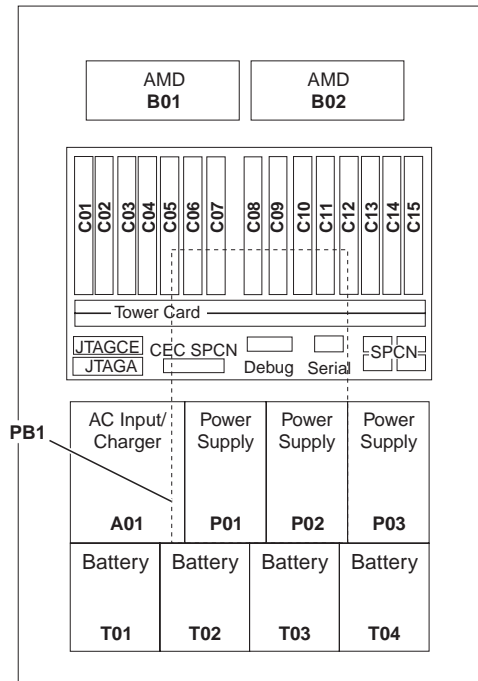 AMD AMD
B01 B02
C01 C02 C03 C04 C05 C06 C07 C08 C09 C10 C11 C12 C13 C14 C15
Tower Card
JTAGCE CEC SPCN SPCN
JTAGA Debug Serial
PB1
AC Input/ Power Power Power
Charger Supply Supply Supply
A01 P01 P02 P03
Battery Battery Battery Battery
T01 T02 T03 T04